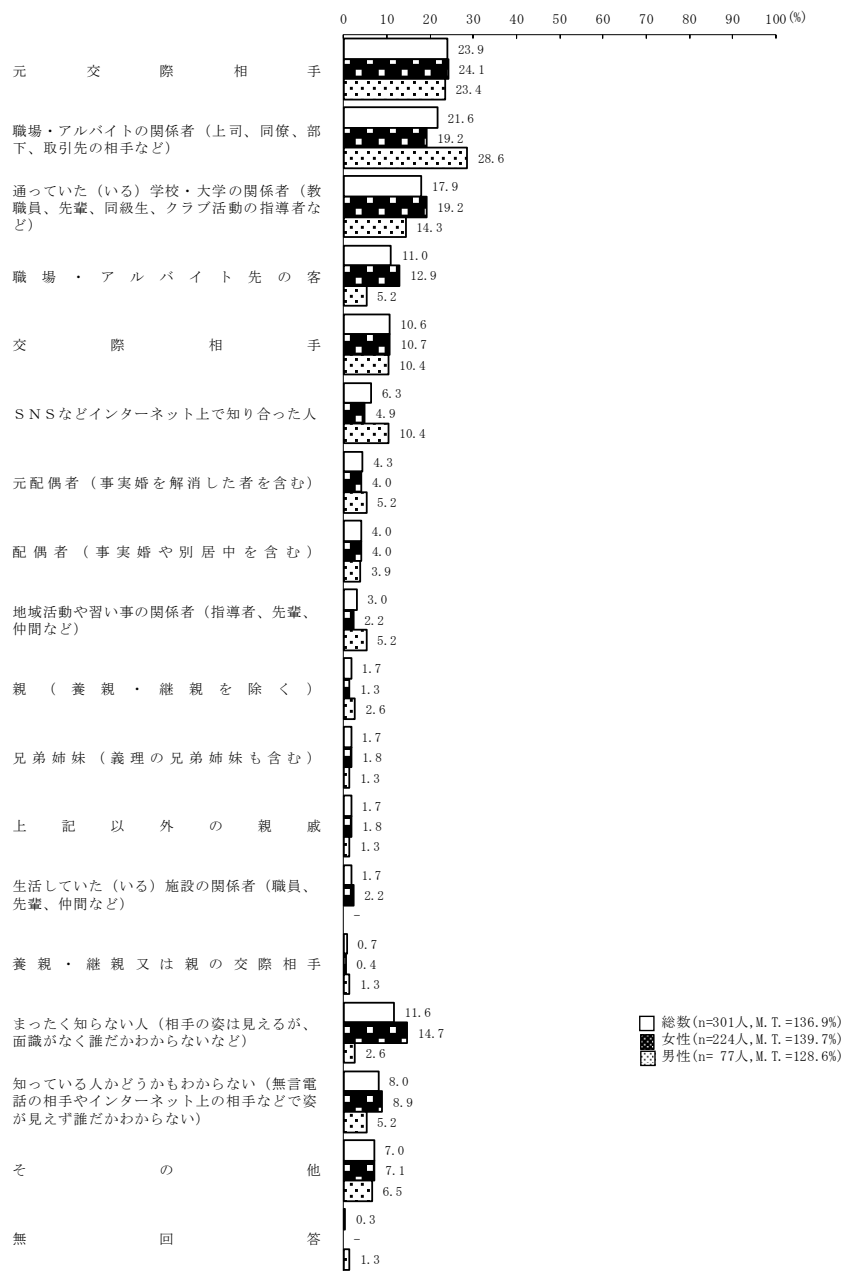 0 10 20 30 40 50 60 70 80 90 100(%)
元交際相手
23.9
24.1
23.4
職場・アルバイトの関係者（上司、同僚、部
下、取引先の相手など）
21.6
19.2
28.6
通っていた（いる）学校・大学の関係者（教
職員、先輩、同級生、クラブ活動の指導者な
ど）
17.9
19.2
14.3
職場・アルバイト先の客
11.0
12.9
5.2
交際相手
10.6
10.7
10.4
ＳＮＳなどインターネット上で知り合った人
6.3
4.9
10.4
元配偶者（事実婚を解消した者を含む）
4.3
4.0
5.2
配偶者（事実婚や別居中を含む）
4.0
4.0
3.9
地域活動や習い事の関係者（指導者、先輩、
仲間など）
3.0
2.2
5.2
親（養親・継親を除く）
1.7
1.3
2.6
兄弟姉妹（義理の兄弟姉妹も含む）
1.7
1.8
1.3
上記以外の親戚
1.7
1.8
1.3
生活していた（いる）施設の関係者（職員、
先輩、仲間など）
1.7
2.2
-
養親・継親又は親の交際相手
0.7
0.4
1.3
まったく知らない人（相手の姿は見えるが、
面識がなく誰だかわからないなど）
11.6
14.7
2.6
知っている人かどうかもわからない（無言電
話の相手やインターネット上の相手などで姿
が見えず誰だかわからない）
8.0
8.9
5.2
その他
7.0
7.1
6.5
無回答
0.3
-
1.3
総数(n=301人,M.T.=136.9%)
女性(n=224人,M.T.=139.7%)
男性(n= 77人,M.T.=128.6%)